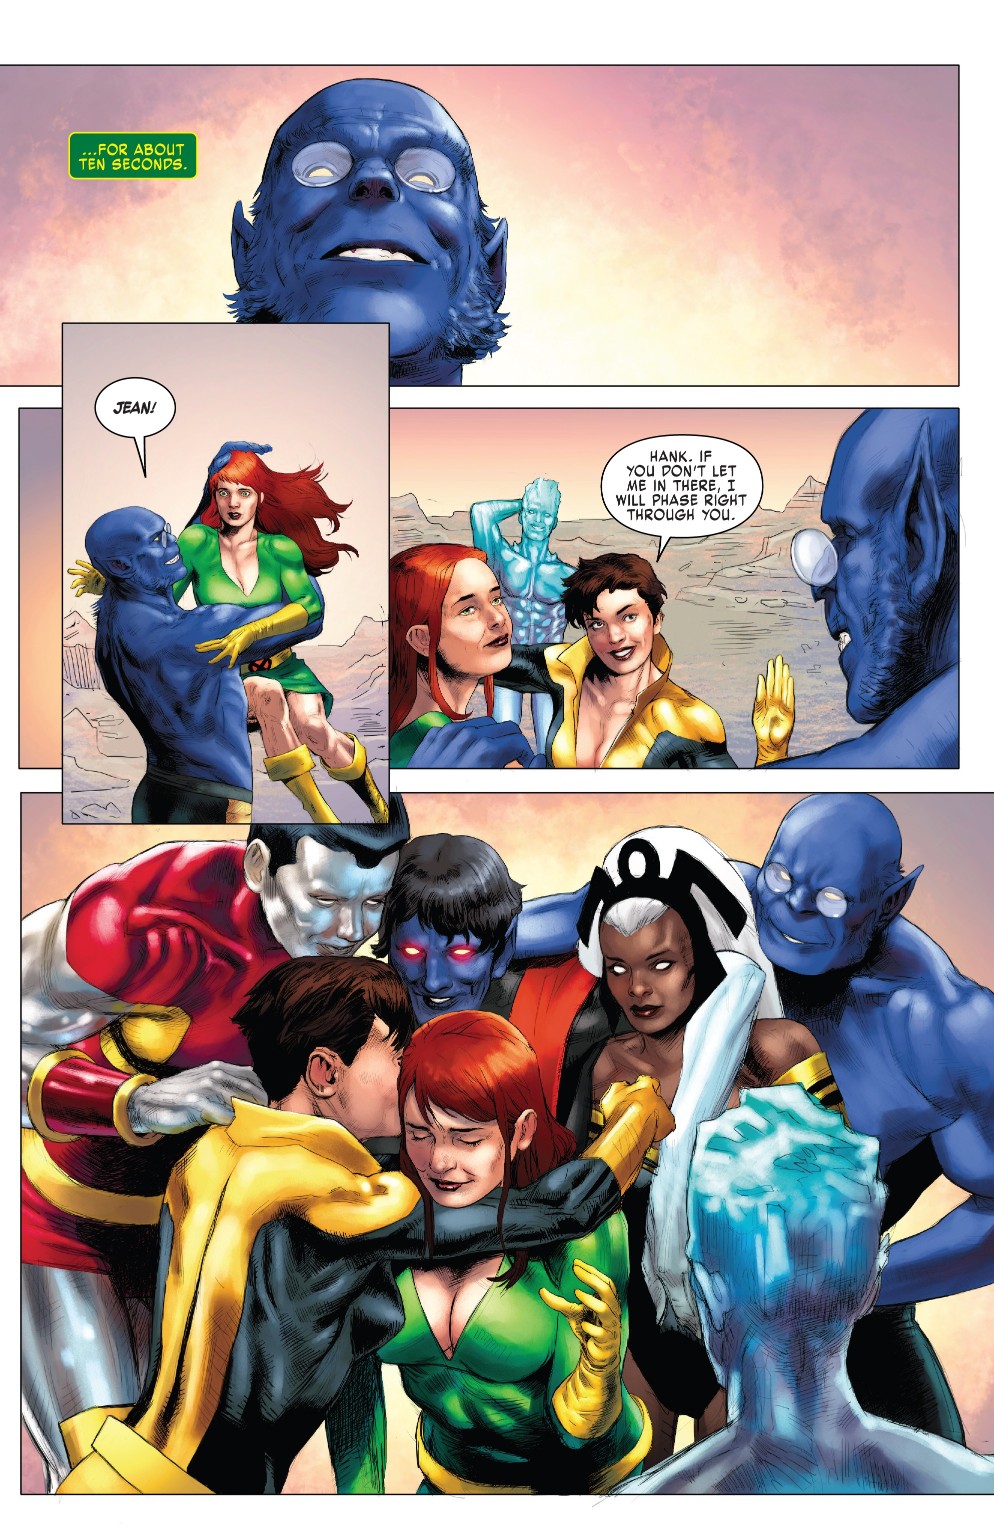 ...FOR ABOUT
TEN SECONDS.
JEAN!
HANK. IF
YOU DON'T LET
ME IN THERE, I
WILL PHASE RIGHT
THROUGH YOU.